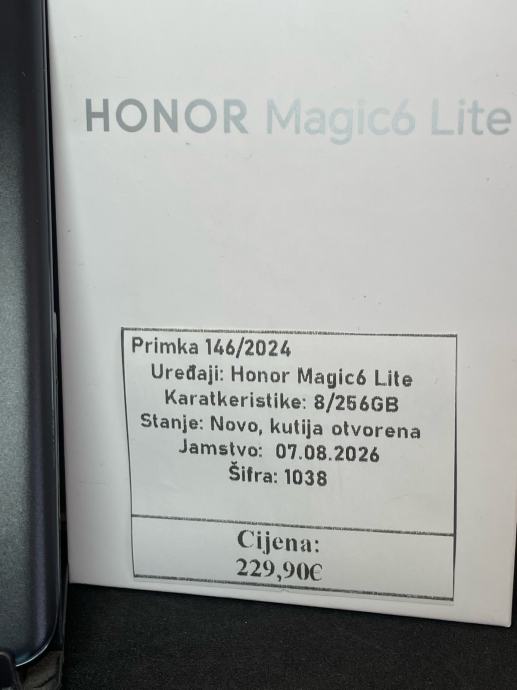 HONOR Magic6 Lite
Primka 146/2024
Uređaji: Honor Magic6 Lite
Karatkeristike: 8/256GB
Stanje: Novo, kutija otvorena
Jamstvo: 07.08.2026
Šifra: 1038
Cijena:
229,90€